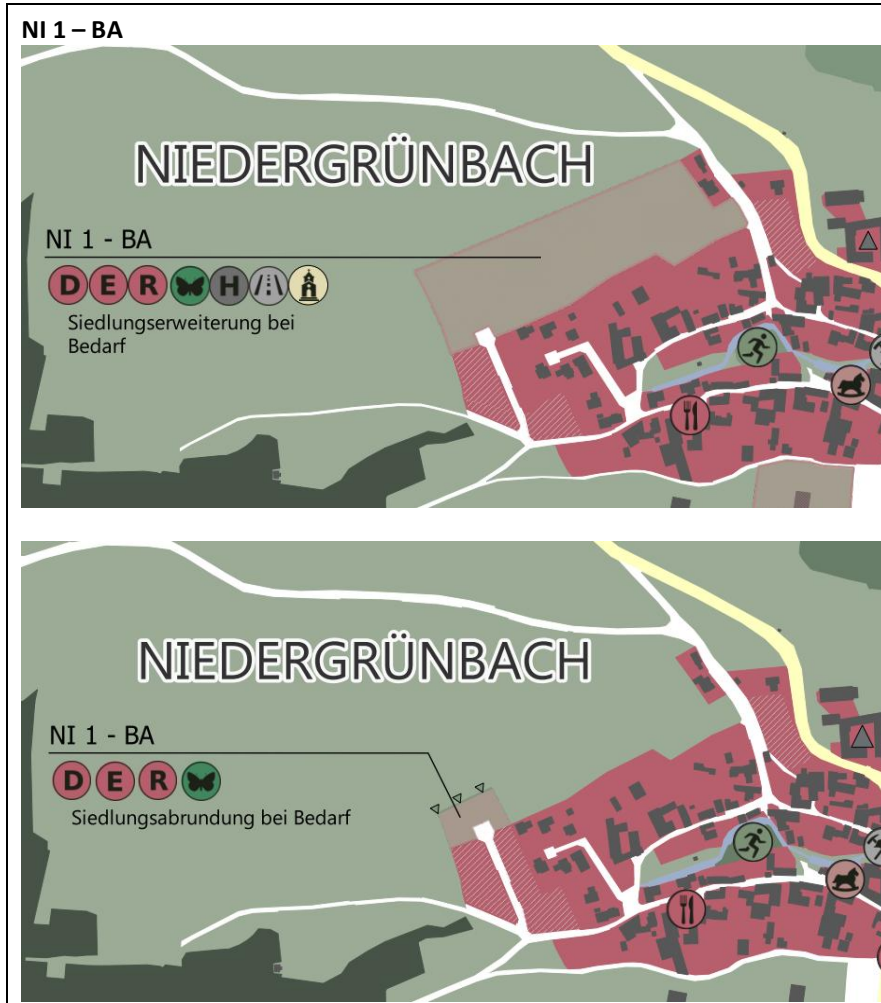 NI 1 – BA
NIEDERGRÜNBACH
NI 1 - BA
D E R H
Siedlungserweiterung bei
Bedarf
NIEDERGRÜNBACH
NI 1 - BA
D E R
Siedlungsabrundung bei Bedarf